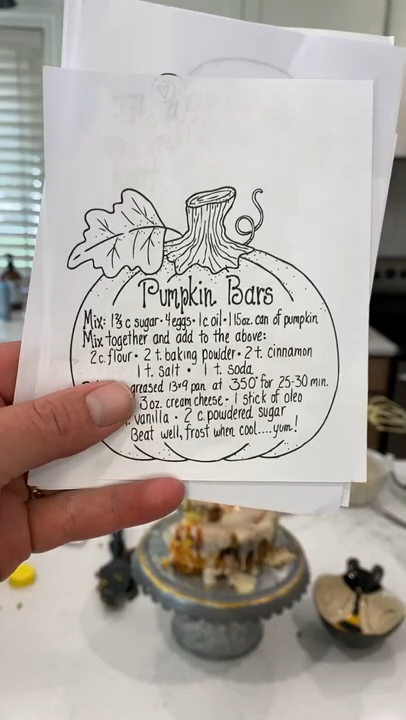 Pumpkin Bars
Mix: 1⅔ c sugar • 4 eggs • 1 c oil • 1 15oz. can of pumpkin
Mix together and add to the above:
2 c. flour • 2 t. baking powder • 2 t. cinnamon
1 t. salt • 1 t. soda
greased 13x9 pan at 350° for 25-30 min.
3 oz. cream cheese • 1 stick of oleo
vanilla • 2 c. powdered sugar
Beat well, frost when cool....yum!